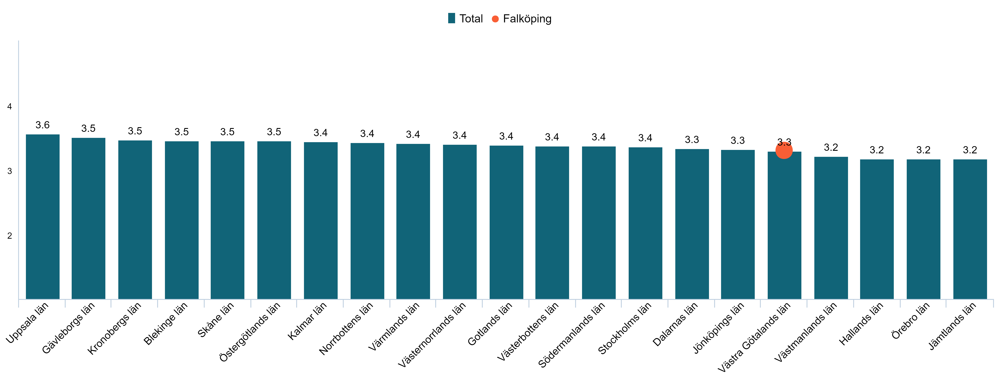 Total Falköping
4
3
2
3.6 3.5 3.5 3.5 3.5 3.5 3.4 3.4 3.4 3.4 3.4 3.4 3.4 3.4 3.3 3.3 3.3 3.2 3.2 3.2 3.2
Uppsala län
Gävleborgs län
Kronobergs län
Blekinge län
Skåne län
Östergötlands län
Kalmar län
Norrbottens län
Värmlands län
Västernorrlands län
Gotlands län
Västerbottens län
Södermanlands län
Stockholms län
Dalarnas län
Jönköpings län
Västra Götalands län
Västmanlands län
Hallands län
Örebro län
Jämtlands län